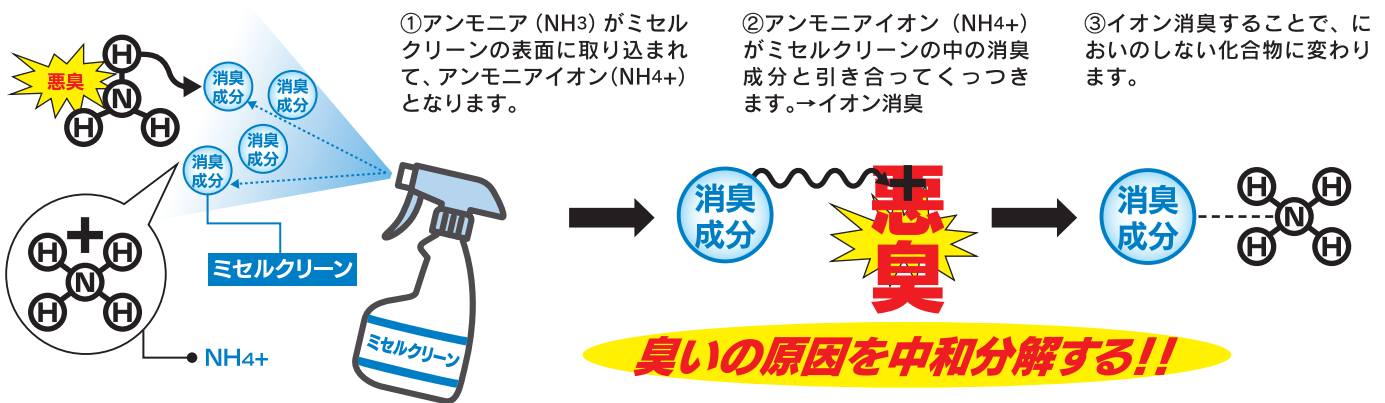 ①アンモニア(NH3)がミセル
クリーンの表面に取り込まれ
て、アンモニアイオン(NH4+)
となります。
②アンモニアイオン(NH4+)
がミセルクリーンの中の消臭
成分と引き合ってくっつき
ます。→イオン消臭
③イオン消臭することで、に
おいのしない化合物に変わり
ます。
悪臭
H
N
H
H
消臭
成分
消臭
成分
消臭
成分
消臭
成分
ミセルクリーン
+
H
H
N
H
H
NH4+
ミセルクリーン
消臭
成分
+
悪
臭
消臭
成分
H
H
N
H
H
臭いの原因を中和分解する!!